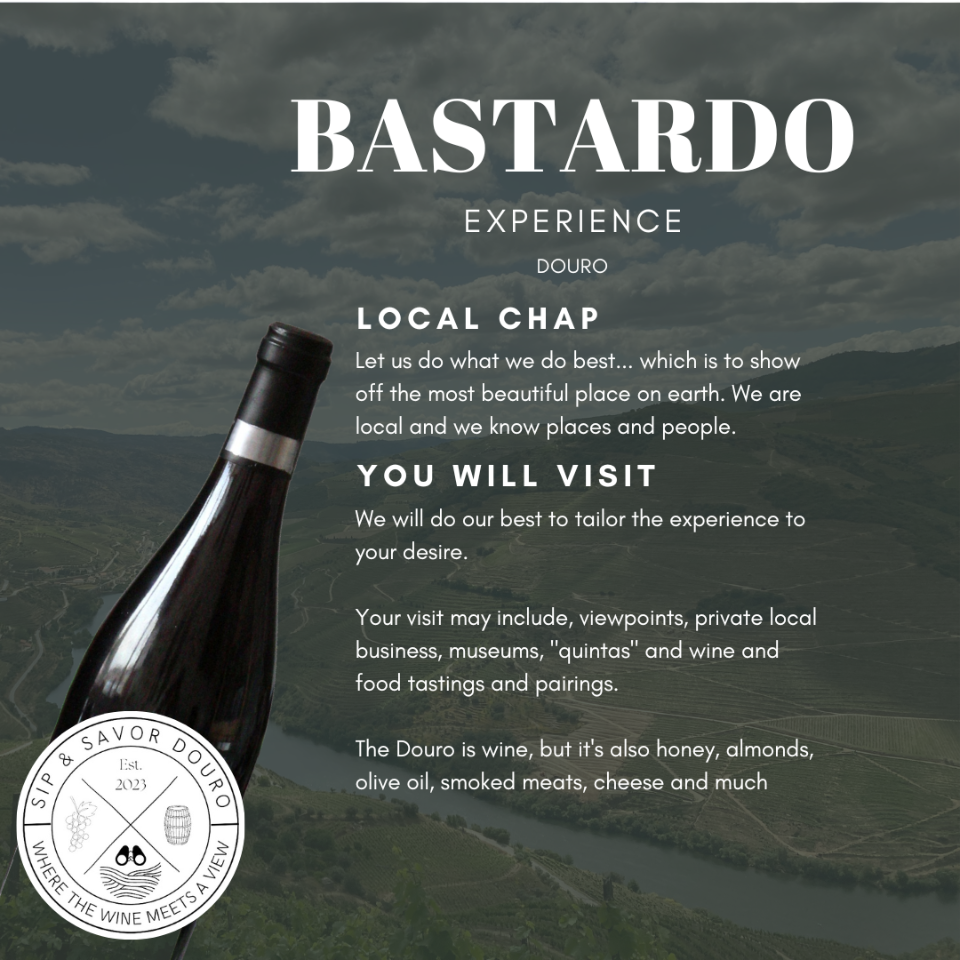 BASTARDO
EXPERIENCE
DOURO
LOCAL CHAP
Let us do what we do best... which is to show
off the most beautiful place on earth. We are
local and we know places and people.
YOU WILL VISIT
We will do our best to tailor the experience to
your desire.
Your visit may include, viewpoints, private local
business, museums, "quintas" and wine and
food tastings and pairings.
The Douro is wine, but it's also honey, almonds,
olive oil, smoked meats, cheese and much
SIP & SAVOR DOURO
Est.
2023
WHERE THE WINE MEETS A VIEW